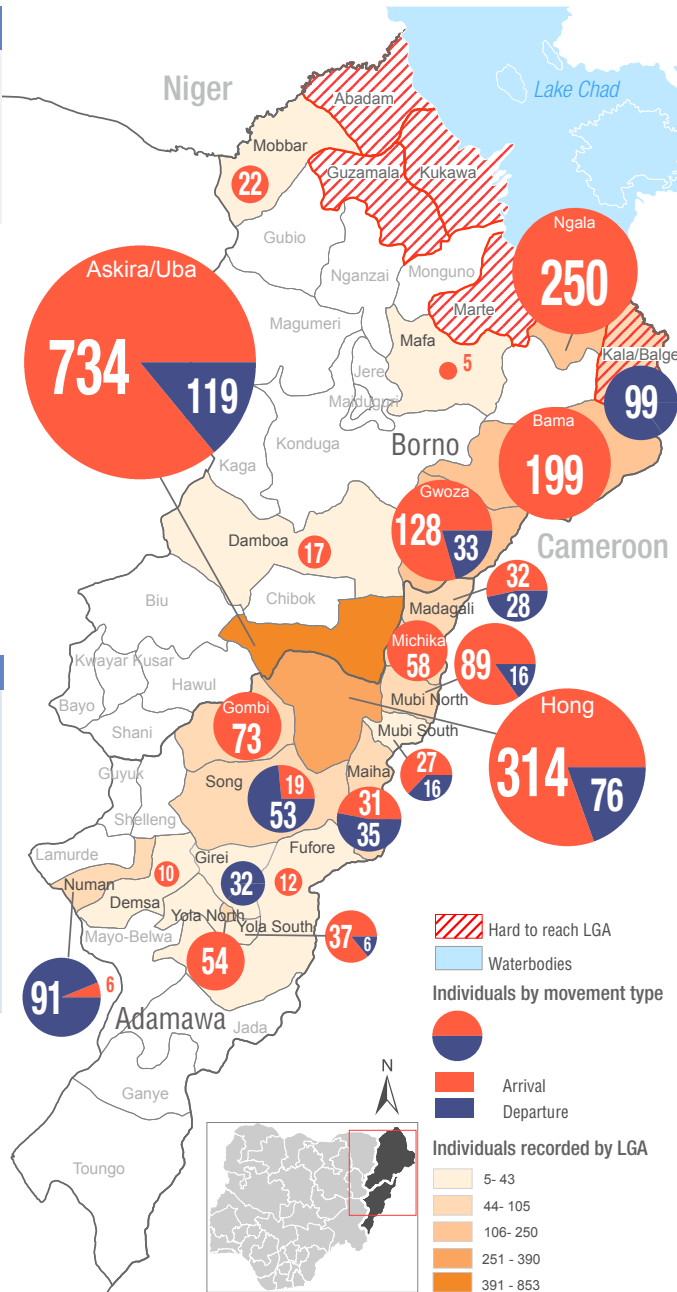 Niger
Lake Chad
Abadam
Mobbar
22
Guzamala
Kukawa
Gubio
Ngala
250
Askira/Uba
734
119
Nganzai
Monguno
Marte
Magumeri
Mafa
5
Kala/Balge
99
Jere
Maiduguri
Bama
199
Konduga
Borno
Kaga
Gwoza
128
33
Damboa
17
Cameroon
32
28
Biu
Chibok
Madagali
Michika
58
89
16
Kwayar Kusar
Hawul
Mubi North
Bayo
Gombi
73
Hong
314
76
Shani
Mubi South
27
16
Guyuk
Song
19
53
Maiha
31
35
Shelleng
Lamurde
Girei
Fufore
10
32
12
Numan
Demsa
Yola North
Yola South
Mayo-Belwa
54
37
6
91
6
Adamawa
Jada
Ganye
Toungo
N
Hard to reach LGA
Waterbodies
Individuals by movement type
Arrival
Departure
Individuals recorded by LGA
5- 43
44- 105
106- 250
251 - 390
391 - 853